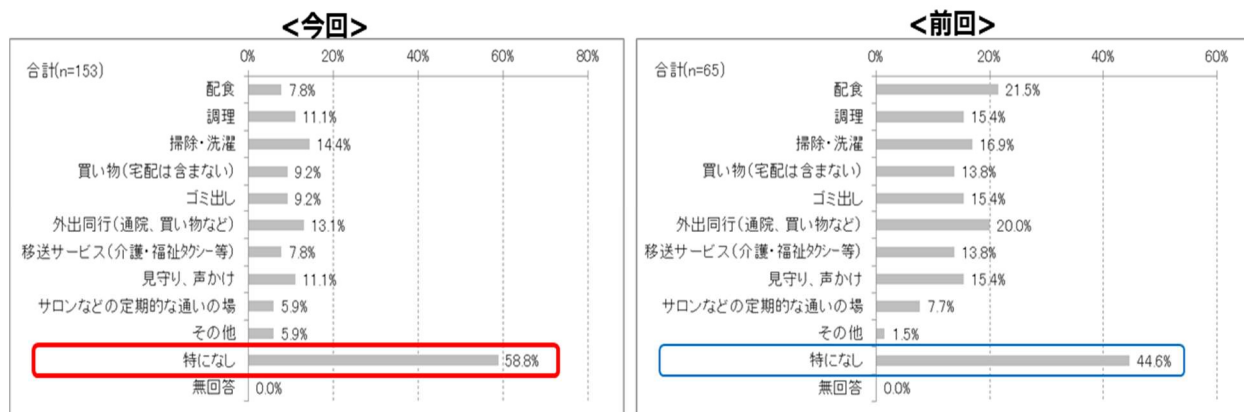 <今回>
合計(n=153)
0% 20% 40% 60% 80%
配食 7.8%
調理 11.1%
掃除・洗濯 14.4%
買い物(宅配は含まない) 9.2%
ゴミ出し 9.2%
外出同行(通院、買い物など) 13.1%
移送サービス(介護・福祉タクシー等) 7.8%
見守り、声かけ 11.1%
サロンなどの定期的な通いの場 5.9%
その他 5.9%
特になし 58.8%
無回答 0.0%
<前回>
合計(n=65)
0% 20% 40% 60%
配食 21.5%
調理 15.4%
掃除・洗濯 16.9%
買い物(宅配は含まない) 13.8%
ゴミ出し 15.4%
外出同行(通院、買い物など) 20.0%
移送サービス(介護・福祉タクシー等) 13.8%
見守り、声かけ 15.4%
サロンなどの定期的な通いの場 7.7%
その他 1.5%
特になし 44.6%
無回答 0.0%